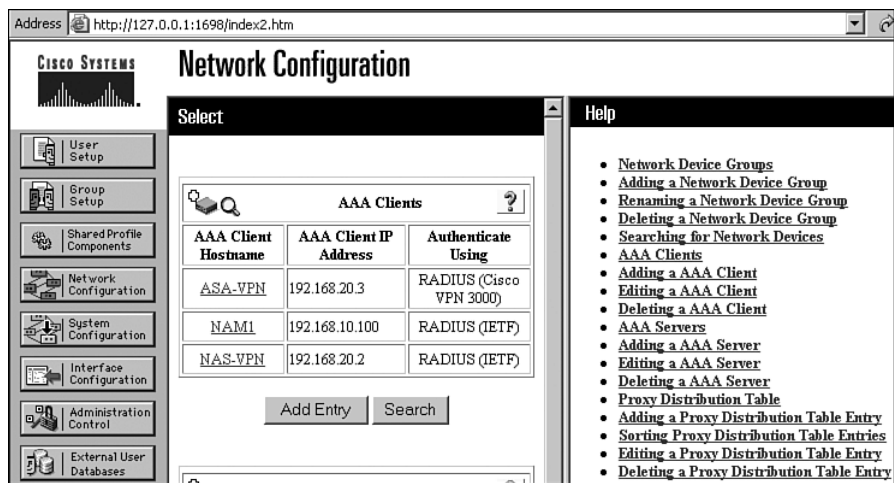 Address http://127.0.0.1:1698/index2.htm
CISCO SYSTEMS
Network Configuration
User
Setup
Group
Setup
Shared Profile
Components
Network
Configuration
System
Configuration
Interface
Configuration
Administration
Control
External User
Databases
Select
AAA Clients
?
AAA Client
Hostname
AAA Client IP
Address
Authenticate
Using
ASA-VPN
192.168.20.3
RADIUS (Cisco
VPN 3000)
NAM1
192.168.10.100
RADIUS (IETF)
NAS-VPN
192.168.20.2
RADIUS (IETF)
Add Entry
Search
Help
Network Device Groups
Adding a Network Device Group
Renaming a Network Device Group
Deleting a Network Device Group
Searching for Network Devices
AAA Clients
Adding a AAA Client
Editing a AAA Client
Deleting a AAA Client
AAA Servers
Adding a AAA Server
Editing a AAA Server
Deleting a AAA Server
Proxy Distribution Table
Adding a Proxy Distribution Table Entry
Sorting Proxy Distribution Table Entries
Editing a Proxy Distribution Table Entry
Deleting a Proxy Distribution Table Entry